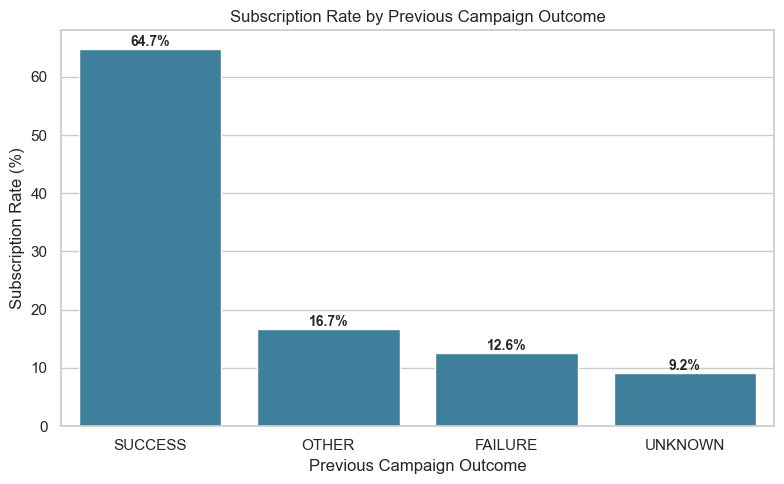 Subscription Rate by Previous Campaign Outcome
Subscription Rate (%)
60
50
40
30
20
10
0
64.7%
16.7%
12.6%
9.2%
SUCCESS
OTHER
FAILURE
UNKNOWN
Previous Campaign Outcome